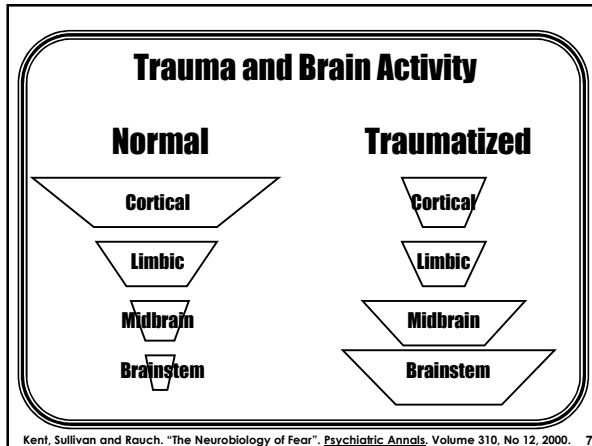 Trauma and Brain Activity
Normal Traumatized
Cortical Cortical
Limbic Limbic
Midbrain Midbrain
Brainstem Brainstem
Kent, Sullivan and Rauch. "The Neurobiology of Fear". Psychiatric Annals. Volume 310, No 12, 2000. 7